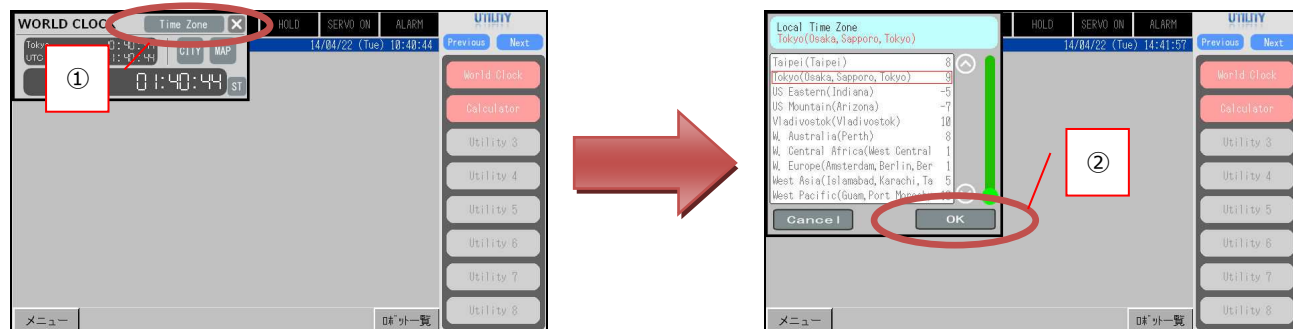 WORLD CLOCK Time Zone
HOLD SERVO ON ALARM
UTILITY
Tokyo
UTC
CITY MAP
14/04/22 (Tue) 10:40:44
Previous Next
①
01:40:44 ST
World Clock
Calculator
Utility 3
Utility 4
Utility 5
Utility 6
Utility 7
Utility 8
メニュー
ロボット一覧
Local Time Zone
Tokyo(Osaka, Sapporo, Tokyo)
HOLD SERVO ON ALARM
UTILITY
14/04/22 (Tue) 14:41:57
Previous Next
Taipei(Taipei) 8
Tokyo(Osaka, Sapporo, Tokyo) 9
US Eastern(Indiana) -5
US Mountain(Arizona) -7
Vladivostok(Vladivostok) 10
W. Australia(Perth) 8
W. Central Africa(West Central 1
W. Europe(Amsterdam, Berlin, Ber 1
West Asia(Islamabad, Karachi, Ta 5
West Pacific(Guam, Port
Cancel OK
②
World Clock
Calculator
Utility 3
Utility 4
Utility 5
Utility 6
Utility 7
Utility 8
メニュー
ロボット一覧